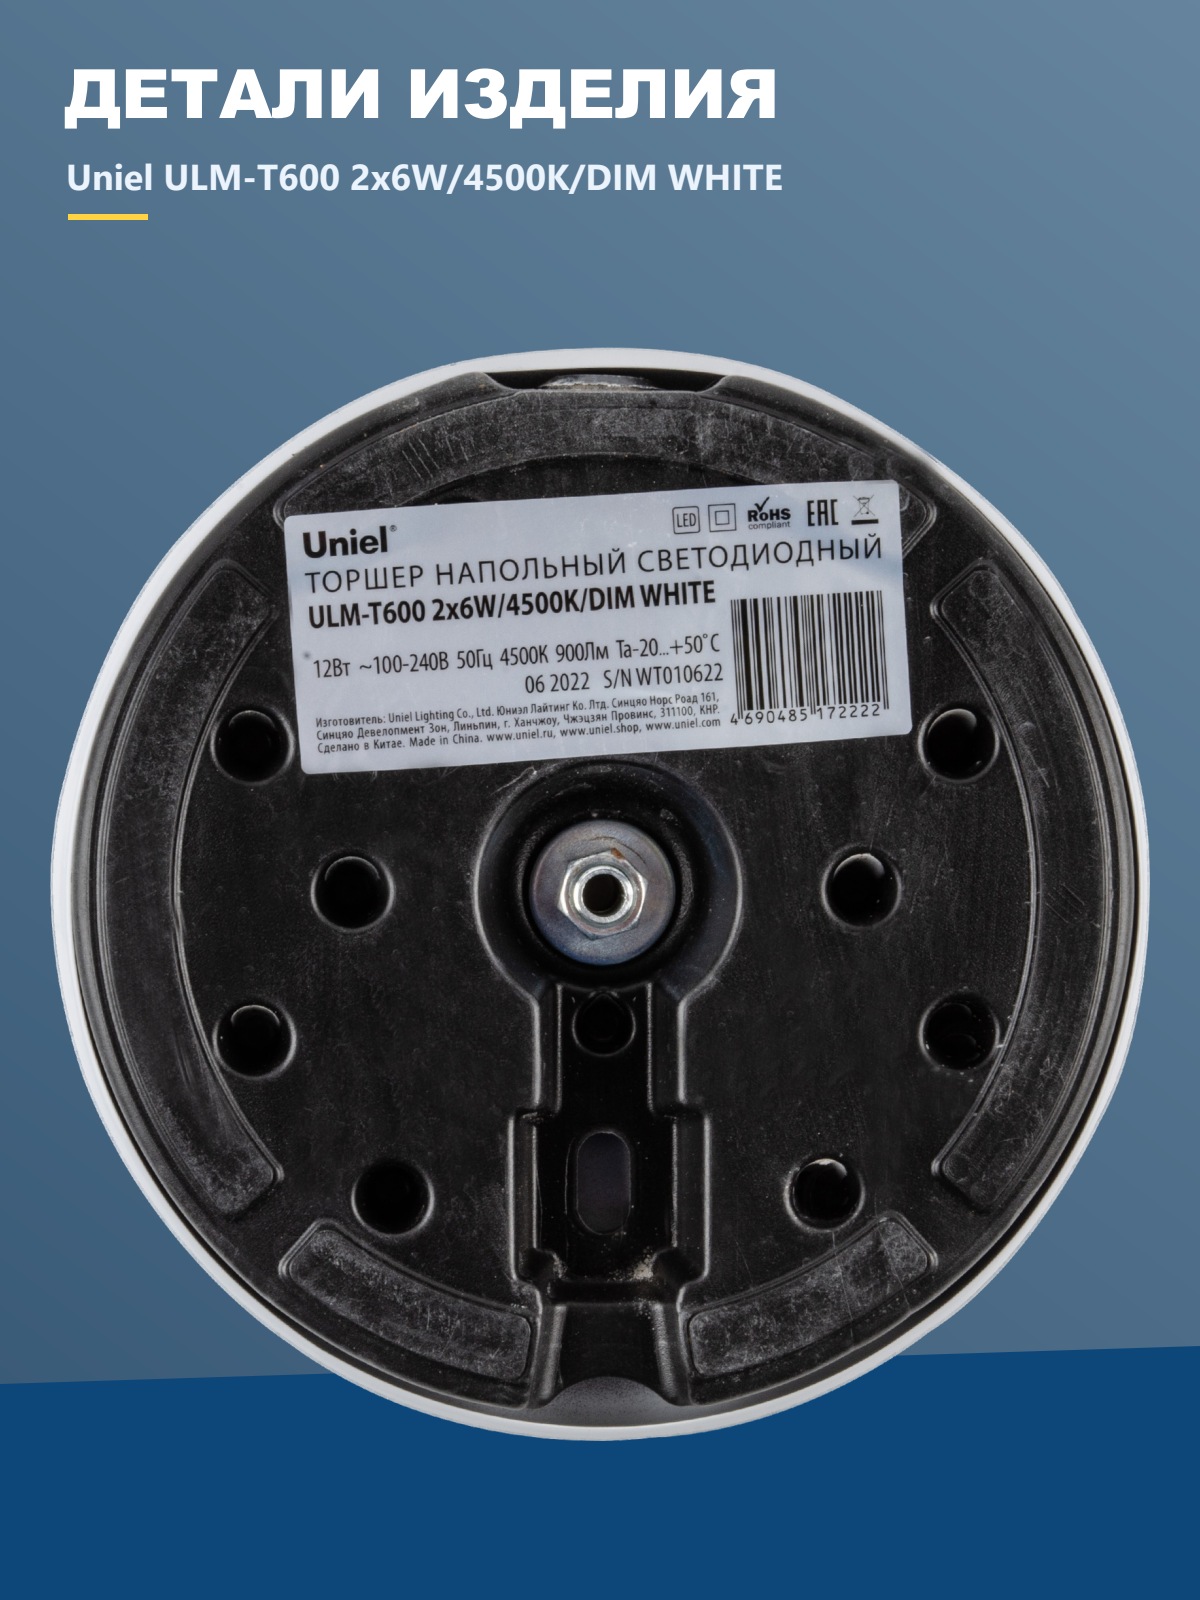 ДЕТАЛИ ИЗДЕЛИЯ
Uniel ULM-T600 2x6W/4500K/DIM WHITE
Uniel®
LED
RoHS
compliant
EAC
ТОРШЕР НАПОЛЬНЫЙ СВЕТОДИОДНЫЙ
ULM-T600 2x6W/4500K/DIM WHITE
12Вт ~100-240В 50Гц 4500К 900Лм Ta-20...+50°C
06 2022 S/N WT010622
Изготовитель: Uniel Lighting Co., Ltd. Юниэл Лайтинг Ко. Лтд. Синцяо Норс Роад 161,
Синцяо Девелопмент Зон, Линьпин, г. Ханчжоу, Чжэцзян Провинс, 311100, КНР.
Сделано в Китае. Made in China. www.uniel.ru, www.uniel.shop, www.uniel.com
4 690485 172222